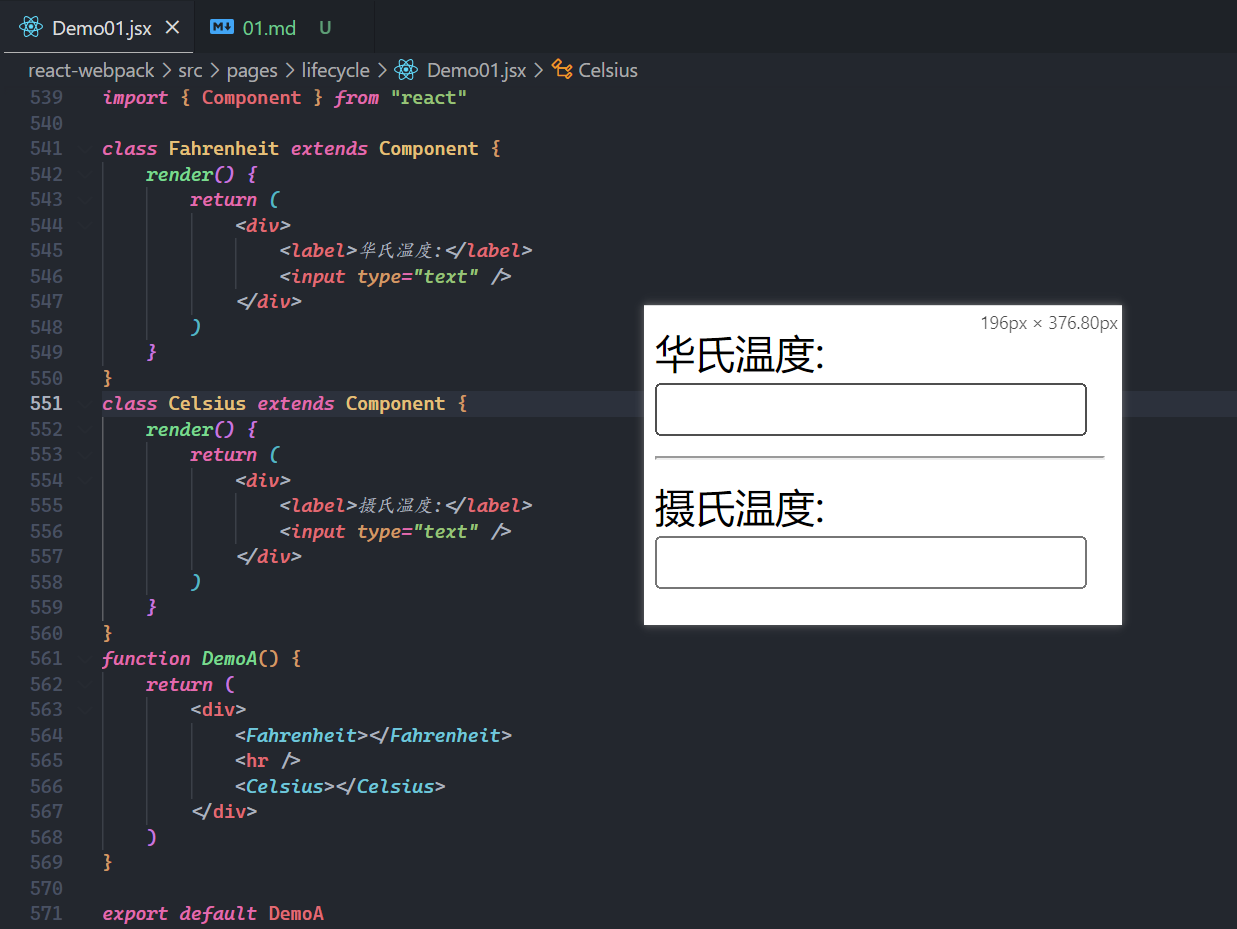 Demo01.jsx 01.md U
react-webpack > src > pages > lifecycle > Demo01.jsx > Celsius
539 import { Component } from "react"
540
541 class Fahrenheit extends Component {
542 render() {
543 return (
544 <div>
545 <label>华氏温度:</label>
546 <input type="text" />
547 </div>
548 )
549 }
550 }
551 class Celsius extends Component {
552 render() {
553 return (
554 <div>
555 <label>摄氏温度:</label>
556 <input type="text" />
557 </div>
558 )
559 }
560 }
561 function DemoA() {
562 return (
563 <div>
564 <Fahrenheit></Fahrenheit>
565 <hr />
566 <Celsius></Celsius>
567 </div>
568 )
569 }
570
571 export default DemoA
196px × 376.80px
华氏温度:
摄氏温度: